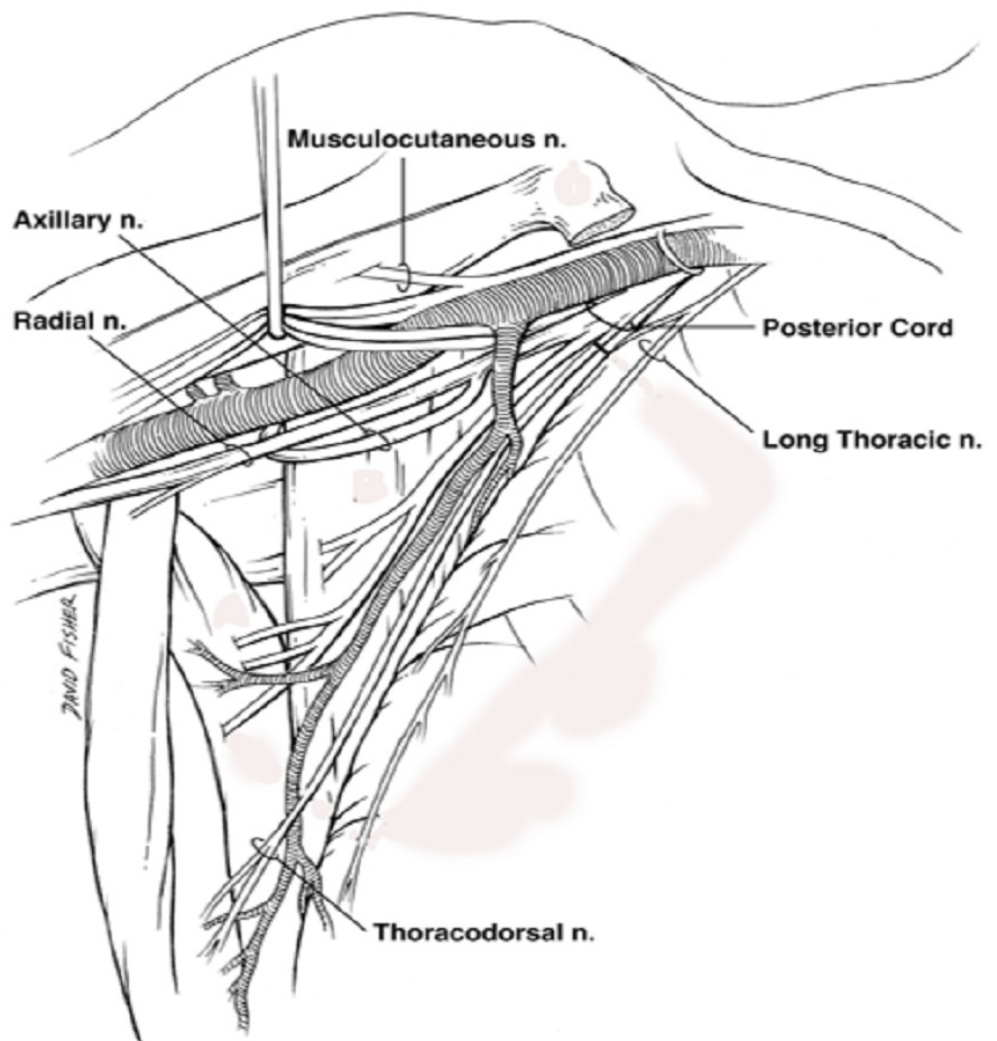 Musculocutaneous n.
Axillary n.
Radial n.
Posterior Cord
Long Thoracic n.
DAVID FISHER
Thoracodorsal n.